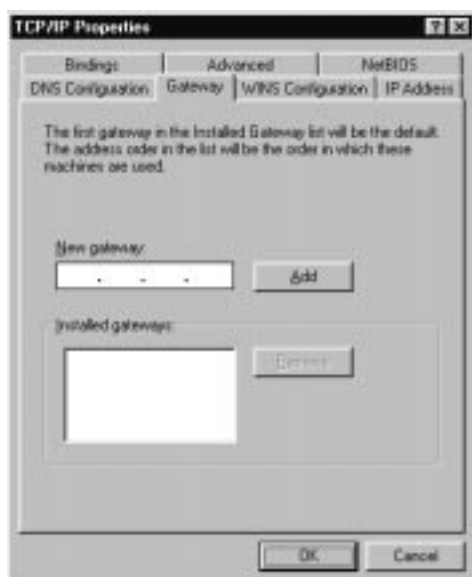 TCP/IP Properties
Bindings
Advanced
NetBIOS
DNS Configuration
Gateway
WINS Configuration
IP Address
The first gateway in the Installed Gateway list will be the default.
The address order in the list will be the order in which these
machines are used.
New gateway:
. . .
Add
Installed gateways:
Remove
OK
Cancel